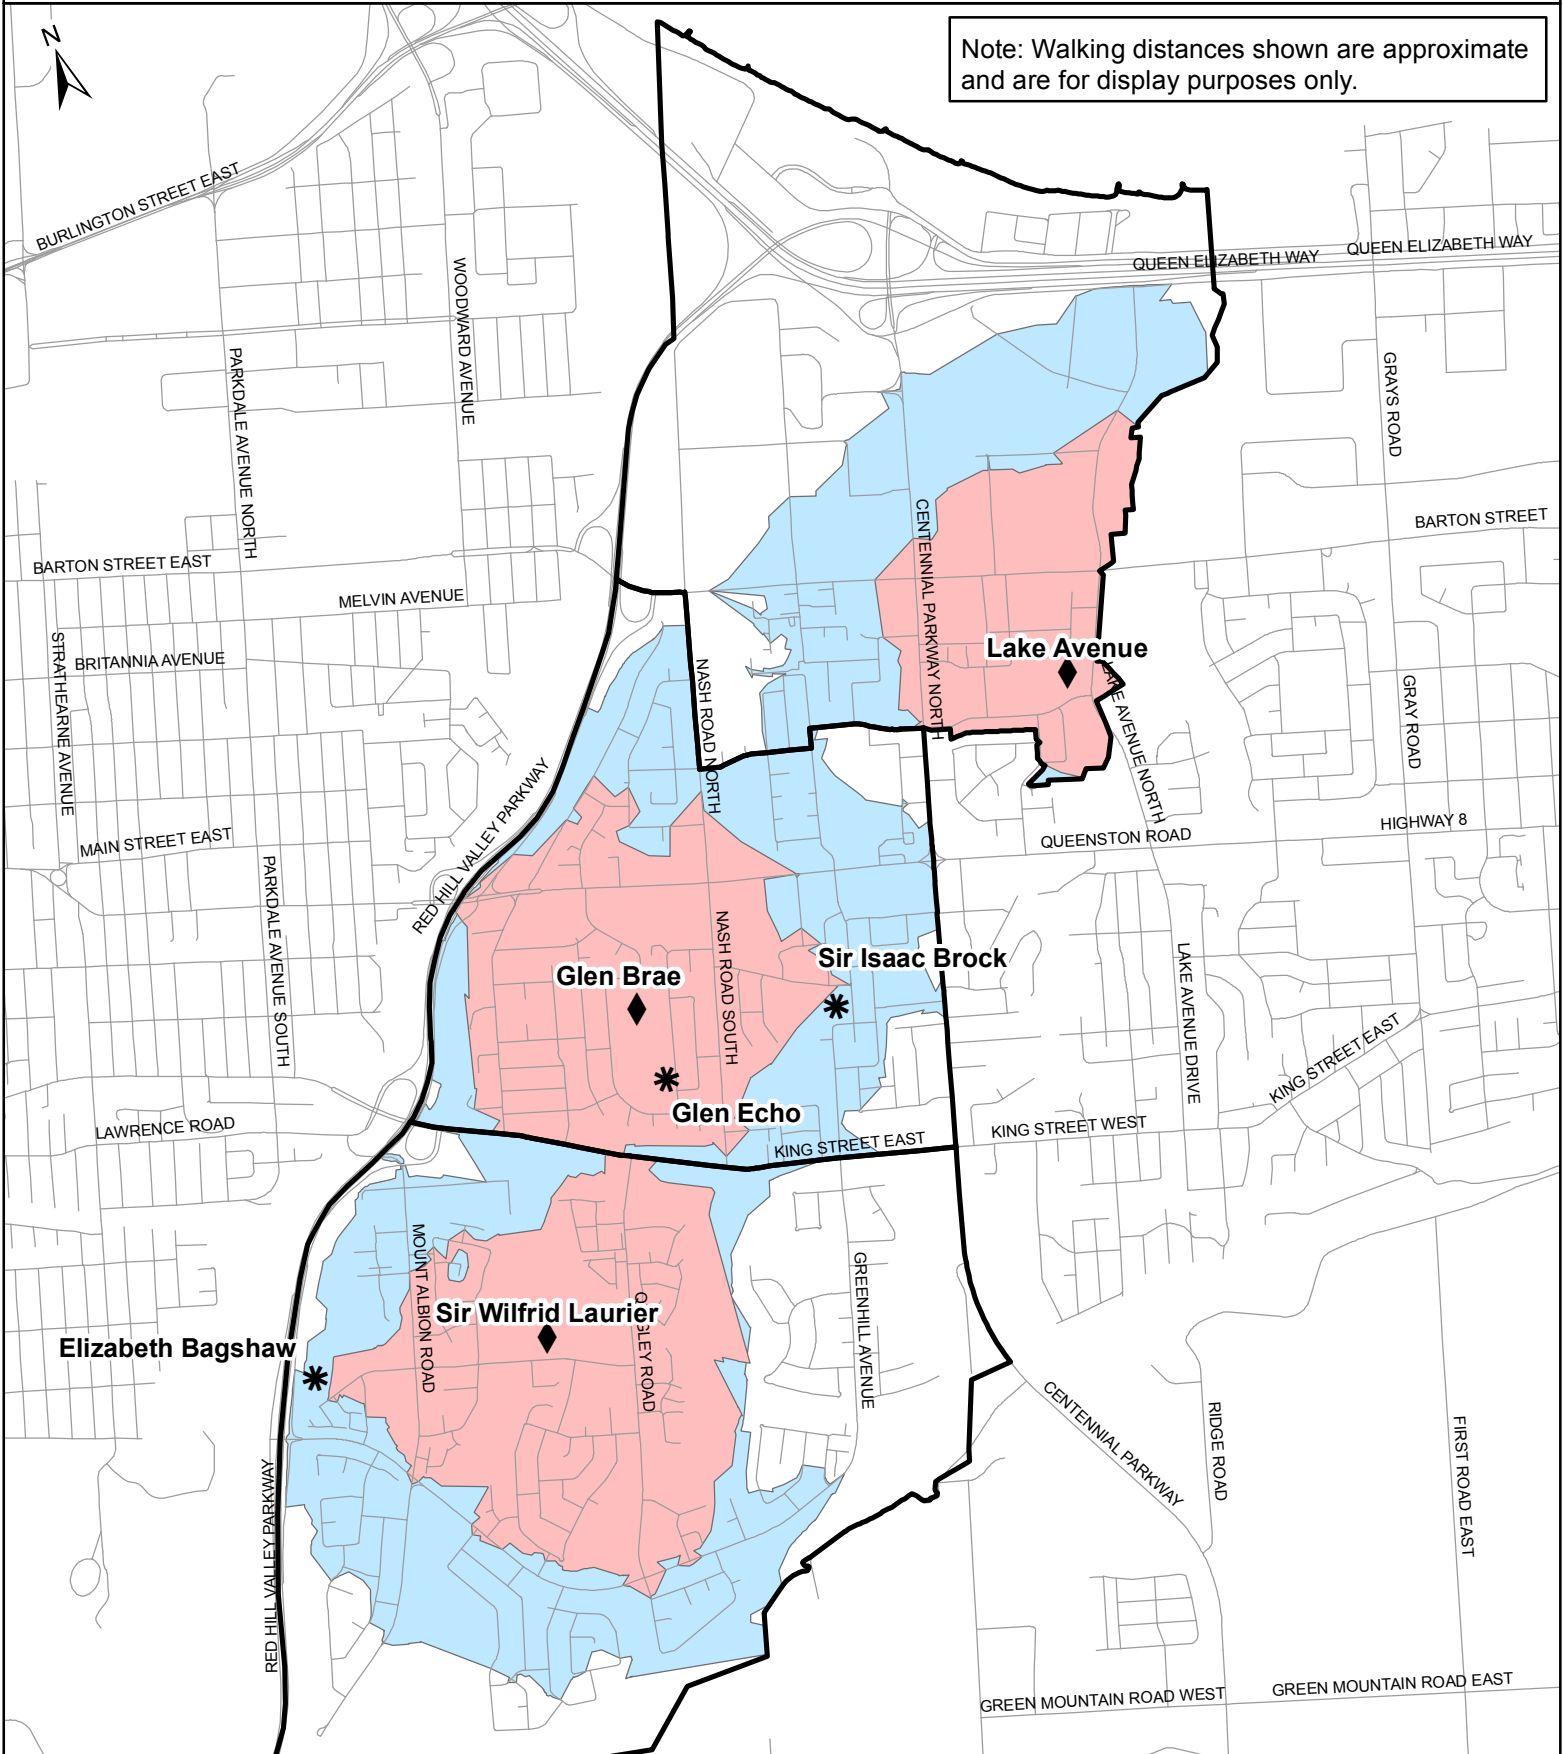 N
Note: Walking distances shown are approximate
and are for display purposes only.
BURLINGTON STREET EAST
QUEEN ELIZABETH WAY
QUEEN ELIZABETH WAY
WOODWARD AVENUE
PARKDALE AVENUE NORTH
GRAYS ROAD
CENTENNIAL PARKWAY NORTH
BARTON STREET
BARTON STREET EAST
MELVIN AVENUE
STRATHEARNE AVENUE
BRITANNIA AVENUE
Lake Avenue
NASH ROAD NORTH
LAKE AVENUE NORTH
GRAY ROAD
RED HILL VALLEY PARKWAY
MAIN STREET EAST
QUEENSTON ROAD
HIGHWAY 8
PARKDALE AVENUE SOUTH
NASH ROAD SOUTH
Sir Isaac Brock
Glen Brae
LAKE AVENUE DRIVE
KING STREET EAST
Glen Echo
LAWRENCE ROAD
KING STREET EAST
KING STREET WEST
MOUNT ALBION ROAD
GREENHILL AVENUE
Sir Wilfrid Laurier
Elizabeth Bagshaw
CENTENNIAL PARKWAY
RIDGE ROAD
FIRST ROAD EAST
RED HILL VALLEY PARKWAY
GREEN MOUNTAIN ROAD WEST
GREEN MOUNTAIN ROAD EAST